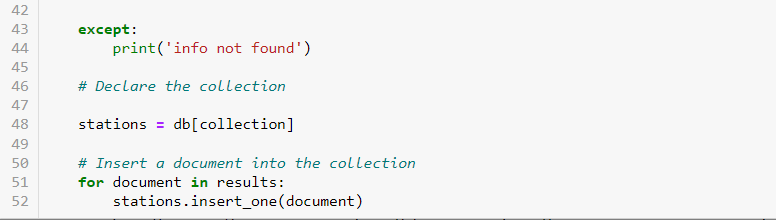 42
43 except:
44 print('info not found')
45
46 # Declare the collection
47
48 stations = db[collection]
49
50 # Insert a document into the collection
51 for document in results:
52 stations.insert_one(document)